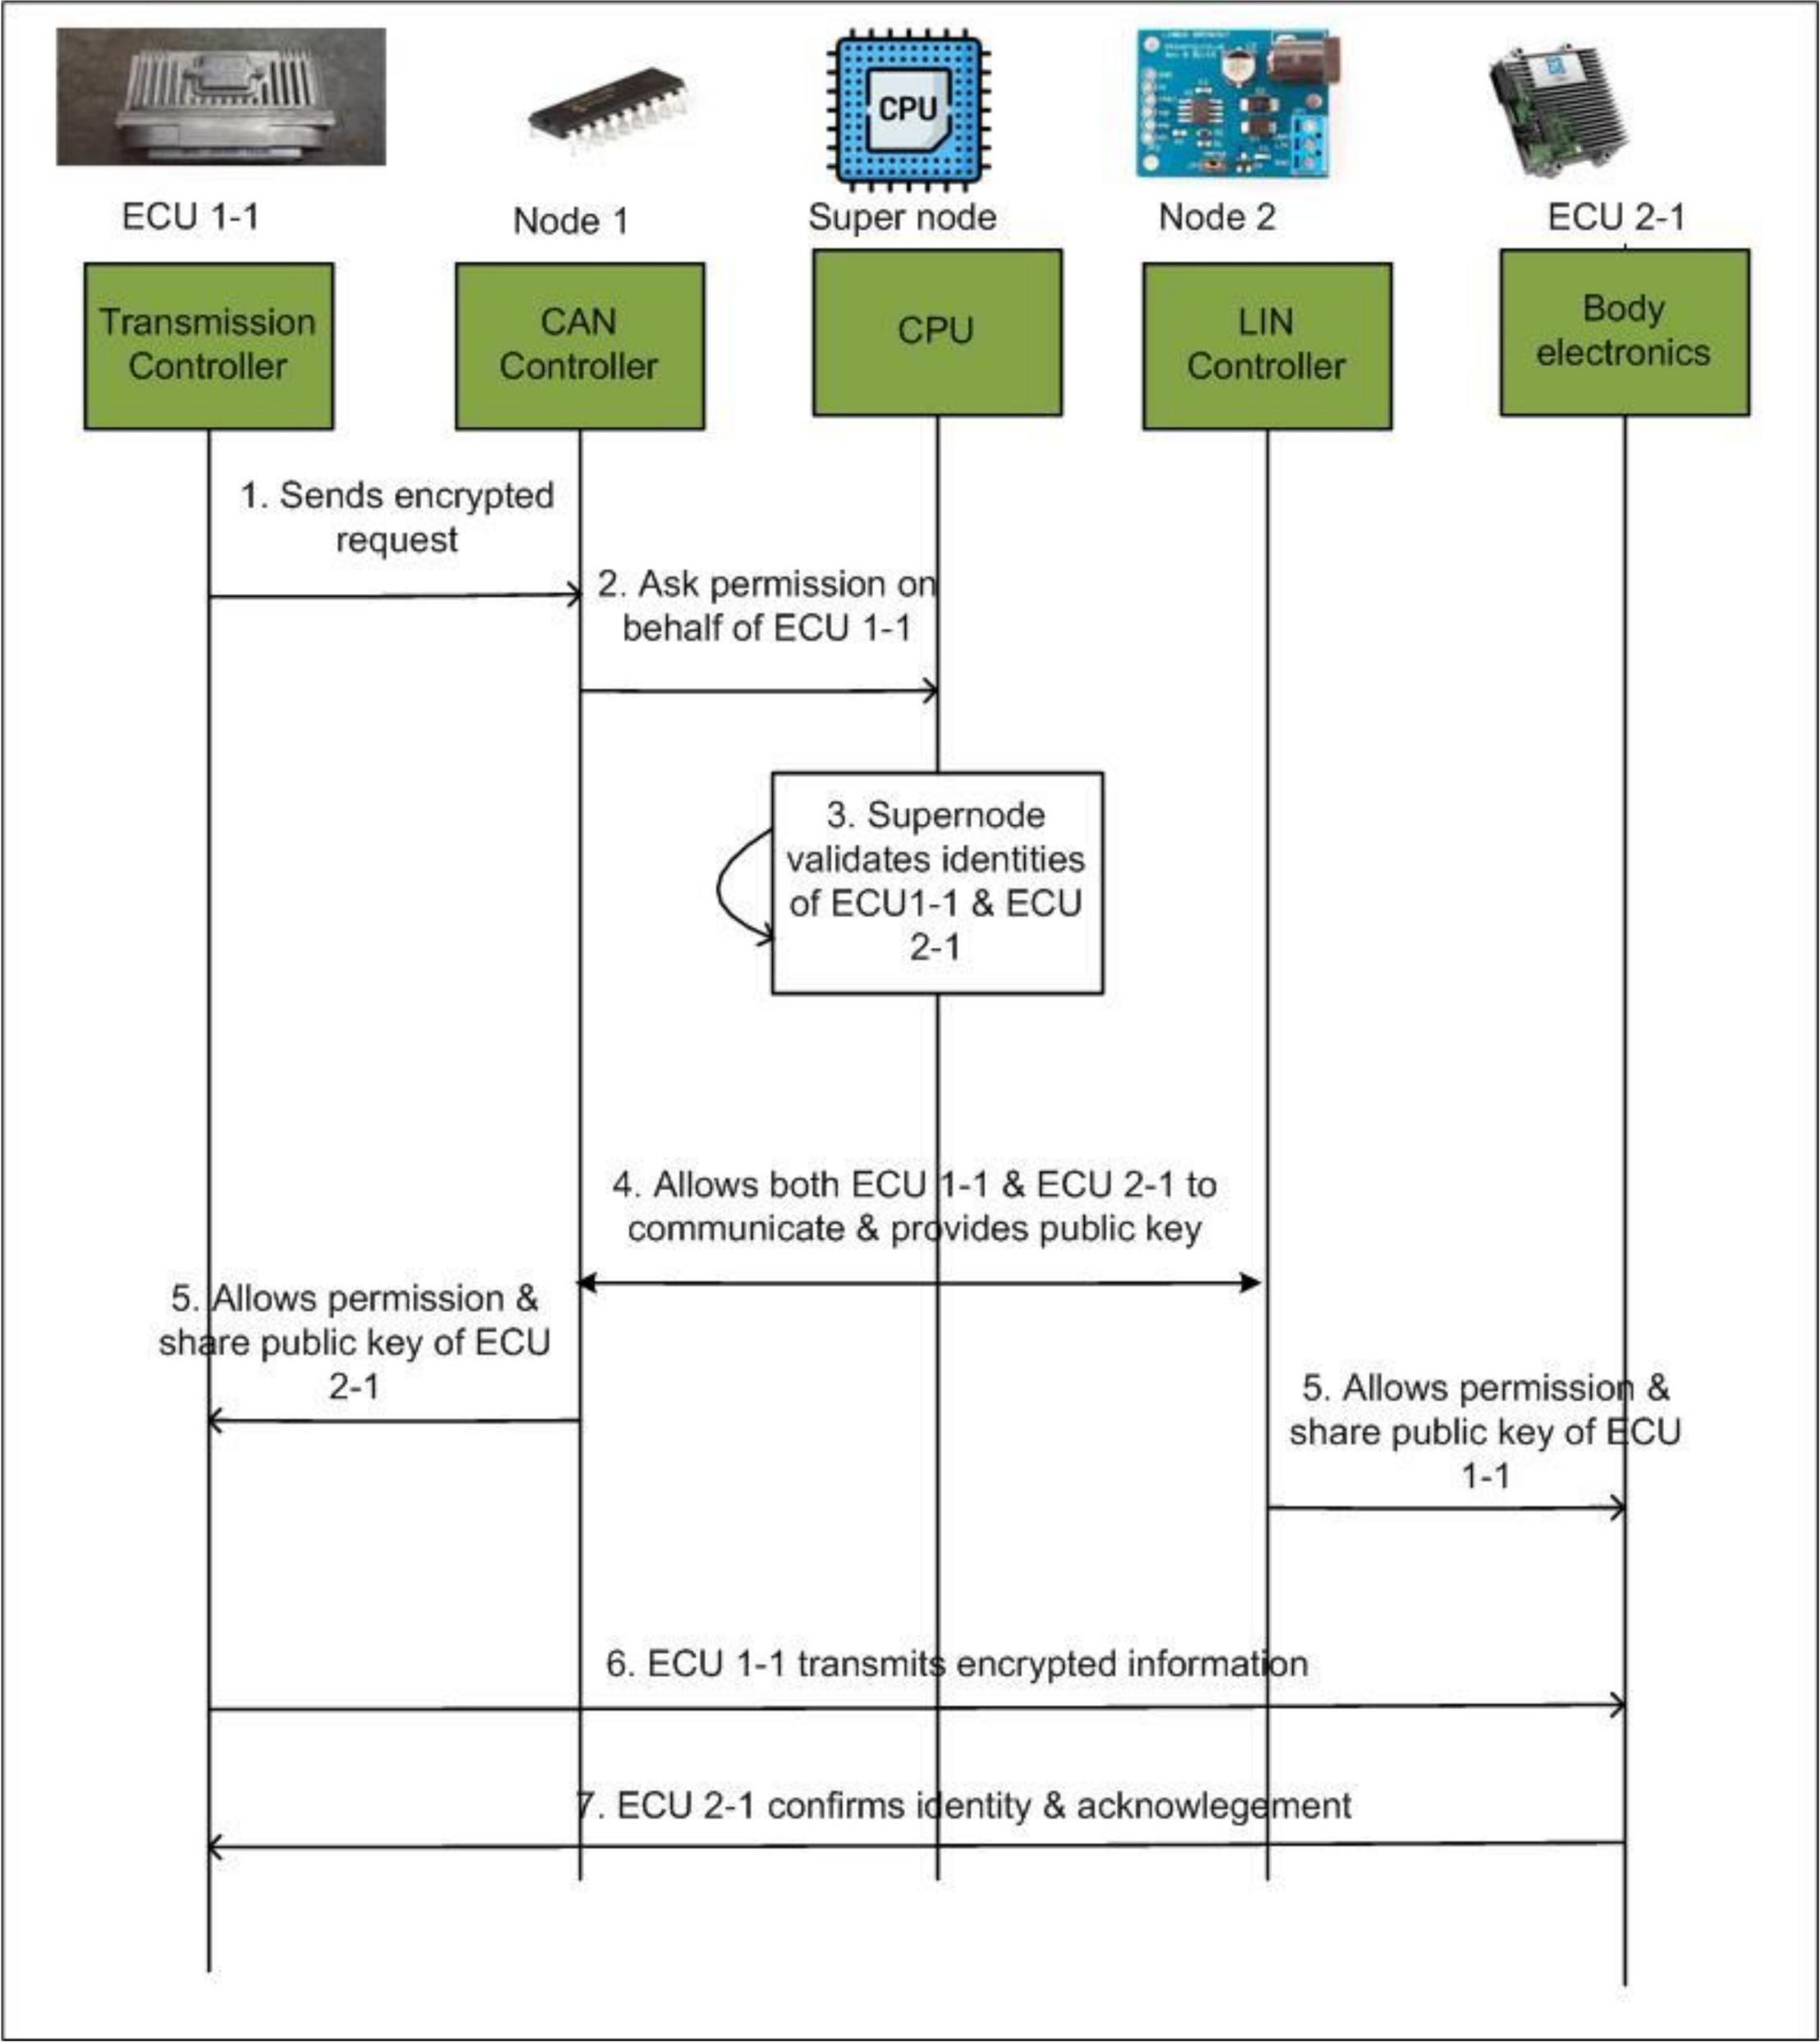 CPU
ECU 1-1
Node 1
Super node
Node 2
ECU 2-1
Transmission
Controller
CAN
Controller
CPU
LIN
Controller
Body
electronics
1. Sends encrypted
request
2. Ask permission on
behalf of ECU 1-1
3. Supernode
validates identities
of ECU1-1 & ECU
2-1
4. Allows both ECU 1-1 & ECU 2-1 to
communicate & provides public key
5. Allows permission &
share public key of ECU
2-1
5. Allows permission &
share public key of ECU
1-1
6. ECU 1-1 transmits encrypted information
7. ECU 2-1 confirms identity & acknowlegement